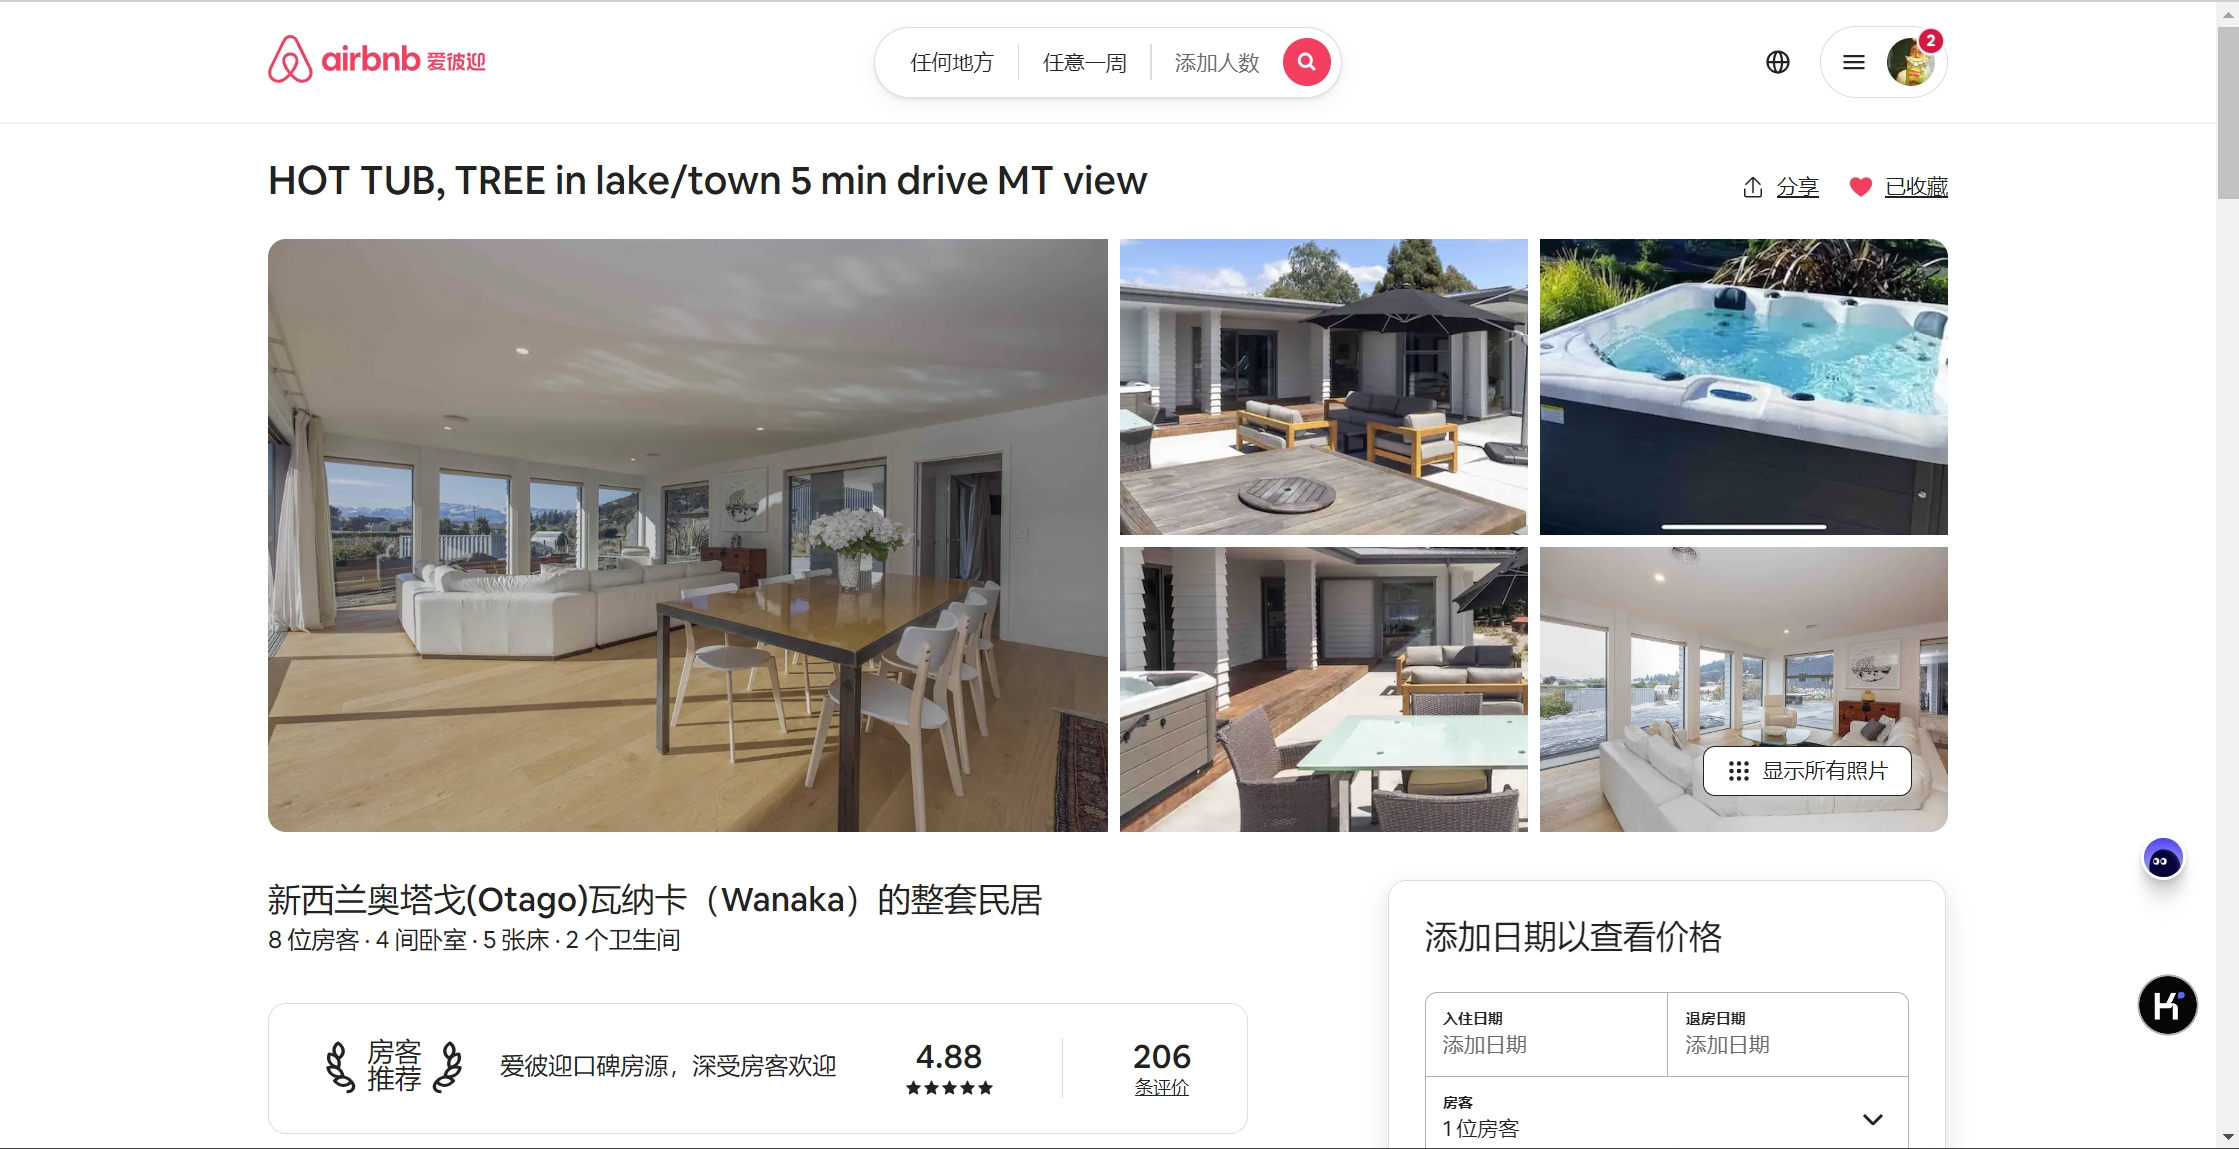 airbnb 爱彼迎
任何地方
任意一周
添加人数
2
HOT TUB, TREE in lake/town 5 min drive MT view
分享
已收藏
显示所有照片
新西兰奥塔戈(Otago)瓦纳卡（Wanaka）的整套民居
8 位房客 · 4 间卧室 · 5 张床 · 2 个卫生间
房客
推荐
爱彼迎口碑房源，深受房客欢迎
4.88
206
条评价
添加日期以查看价格
入住日期
添加日期
退房日期
添加日期
房客
1 位房客
K